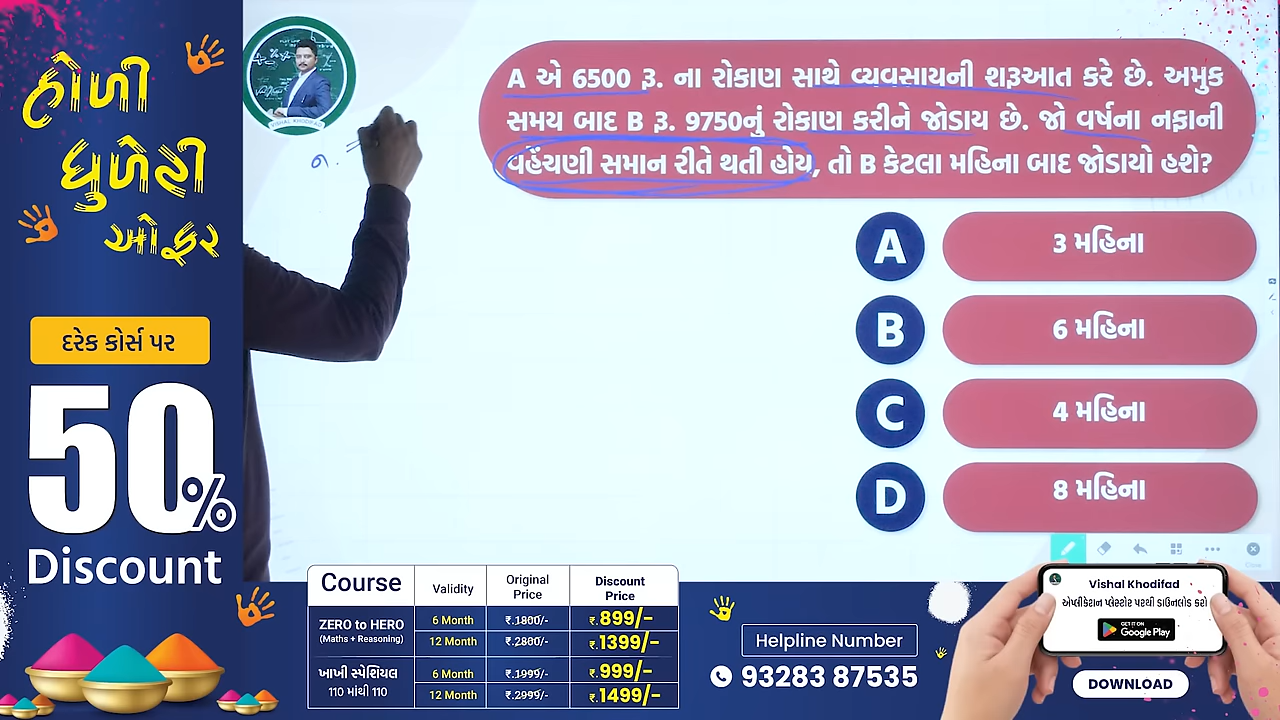 હોળી
ધુળેટી
ઓફર
દરેક કોર્સ પર
50%
Discount
VISHAL KHODIFAD
A એ 6500 રૂ. ના રોકાણ સાથે વ્યવસાયની શરૂઆત કરે છે. અમુક
સમય બાદ B રૂ. 9750નું રોકાણ કરીને જોડાય છે. જો વર્ષના નફાની
વહેંચણી સમાન રીતે થતી હોય, તો B કેટલા મહિના બાદ જોડાયો હશે?
A 3 મહિના
B 6 મહિના
C 4 મહિના
D 8 મહિના
Close
Course Validity Original Price Discount Price
ZERO to HERO (Maths + Reasoning)
6 Month ₹.1800/- ₹.899/-
12 Month ₹.2800/- ₹.1399/-
ખાખી સ્પેશિયલ 110 માંથી 110
6 Month ₹.1999/- ₹.999/-
12 Month ₹.2999/- ₹.1499/-
Helpline Number
93283 87535
Vishal Khodifad
એપ્લીકેશન પ્લેસ્ટોર પરથી ડાઉનલોડ કરો
GET IT ON
Google Play
DOWNLOAD